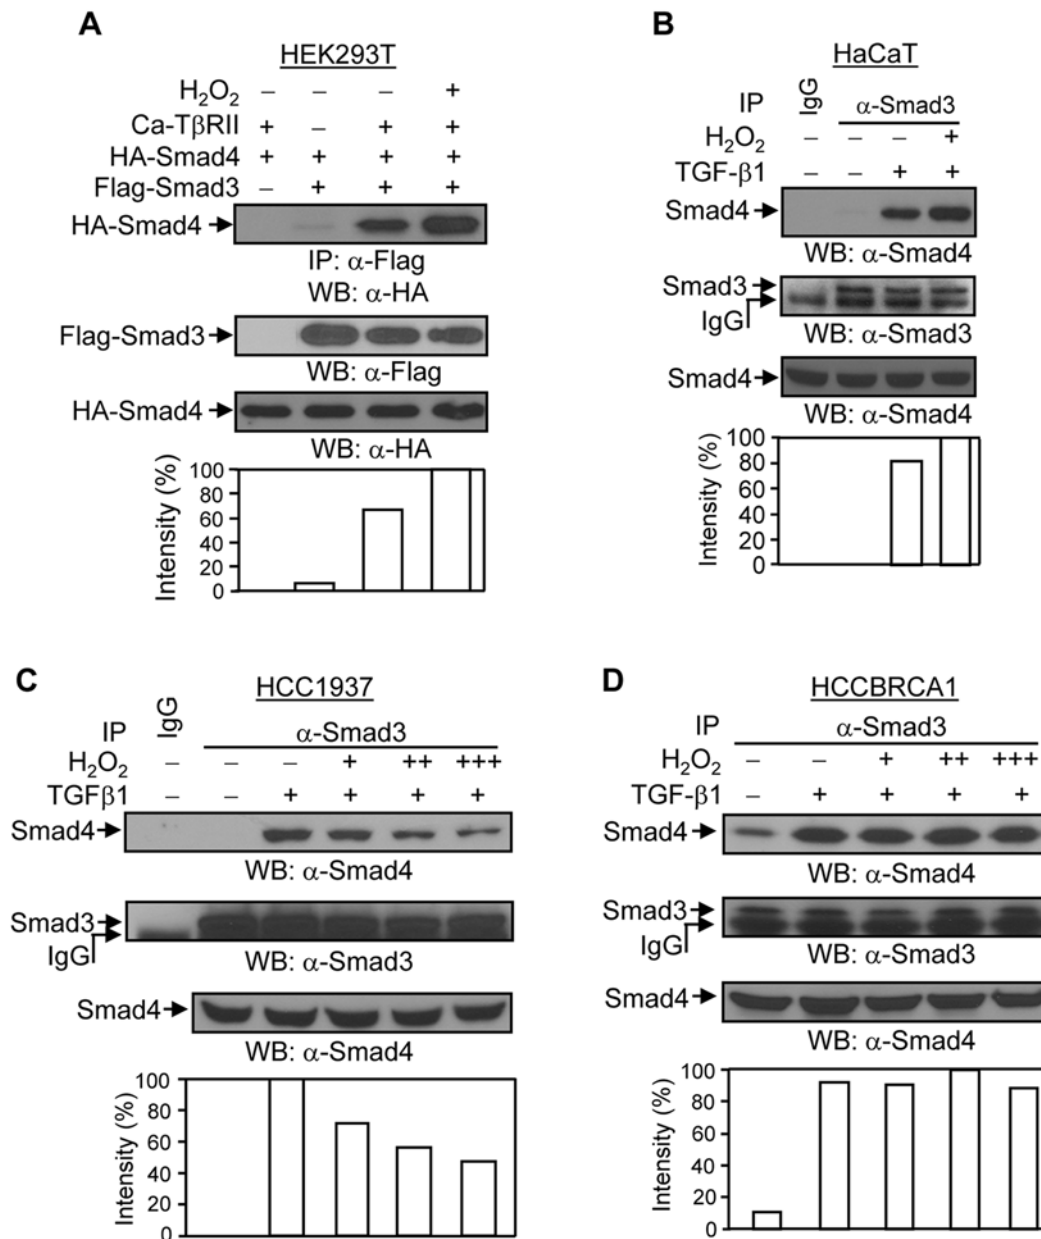 A
HEK293T
H₂O₂ – – – +
Ca-TβRII + – + +
HA-Smad4 + + + +
Flag-Smad3 – + + +
HA-Smad4
IP: α-Flag
WB: α-HA
Flag-Smad3
WB: α-Flag
HA-Smad4
WB: α-HA
Intensity (%)
100
80
60
40
20
0
B
HaCaT
IP IgG α-Smad3
H₂O₂ – – – +
TGF-β1 – – + +
Smad4
WB: α-Smad4
Smad3
IgG
WB: α-Smad3
Smad4
WB: α-Smad4
Intensity (%)
100
80
60
40
20
0
C
HCC1937
IP IgG α-Smad3
H₂O₂ – – – + ++ +++
TGFβ1 – – + + + +
Smad4
WB: α-Smad4
Smad3
IgG
WB: α-Smad3
Smad4
WB: α-Smad4
Intensity (%)
100
80
60
40
20
0
D
HCCBRCA1
IP α-Smad3
H₂O₂ – – + ++ +++
TGF-β1 – + + + +
Smad4
WB: α-Smad4
Smad3
IgG
WB: α-Smad3
Smad4
WB: α-Smad4
Intensity (%)
100
80
60
40
20
0